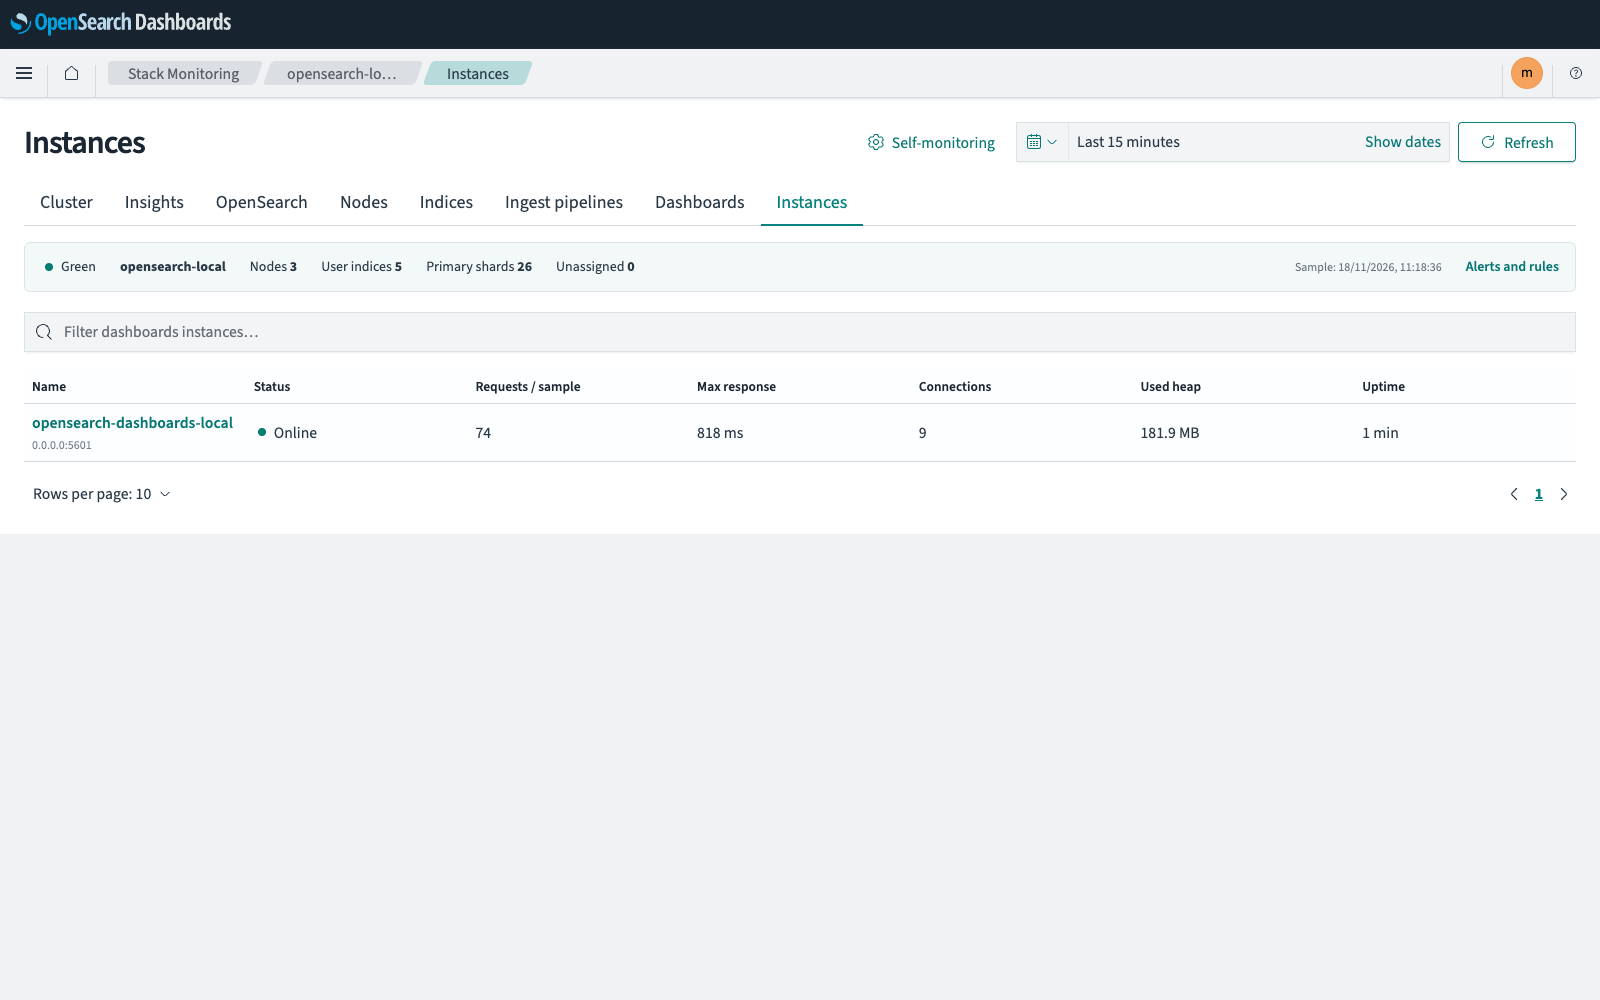 OpenSearch Dashboards
Stack Monitoring
opensearch-lo…
Instances
m
Instances
Self-monitoring
Last 15 minutes
Show dates
Refresh
Cluster
Insights
OpenSearch
Nodes
Indices
Ingest pipelines
Dashboards
Instances
Green
opensearch-local
Nodes 3
User indices 5
Primary shards 26
Unassigned 0
Sample: 18/11/2026, 11:18:36
Alerts and rules
Filter dashboards instances…
Name
Status
Requests / sample
Max response
Connections
Used heap
Uptime
opensearch-dashboards-local
0.0.0.0:5601
Online
74
818 ms
9
181.9 MB
1 min
Rows per page: 10
1